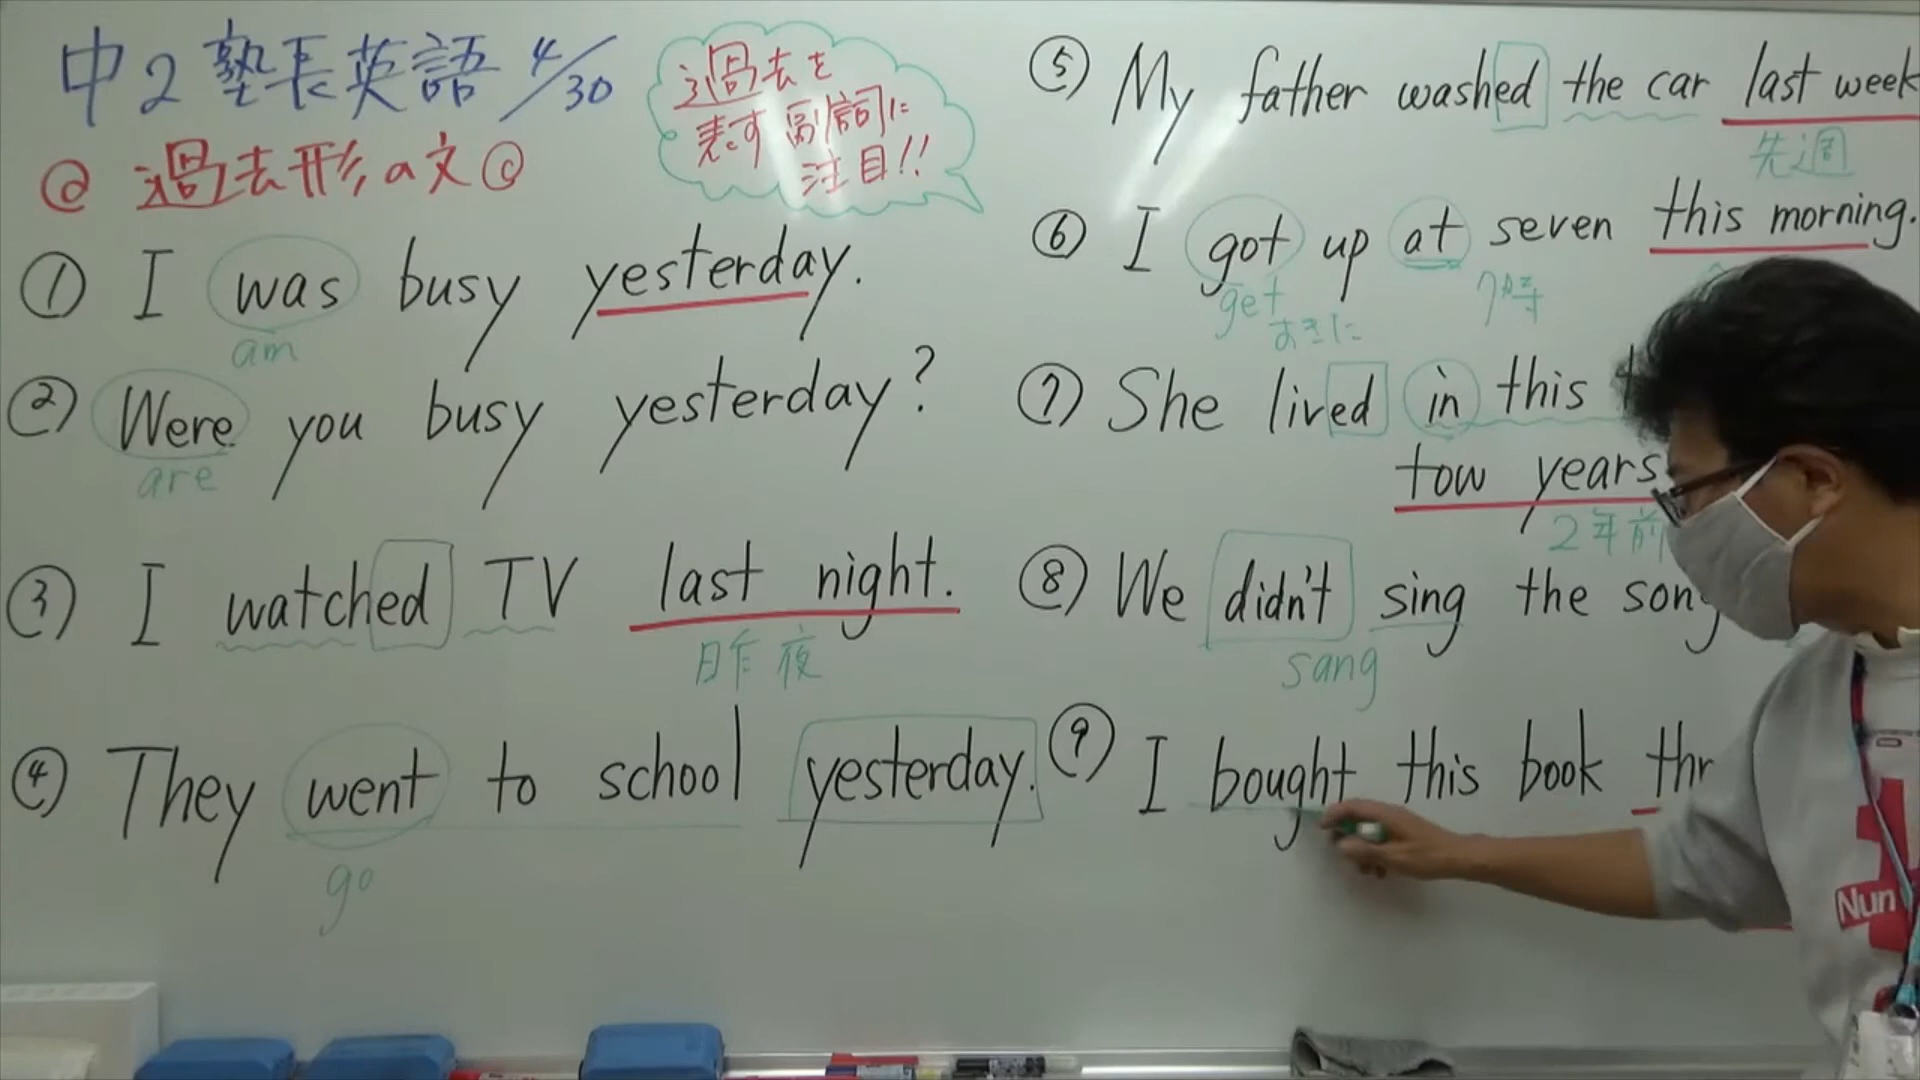 中2 塾長英語 4/30
@ 過去形の文 @
過去を
表す副詞に
注目!!
① I was busy yesterday.
am
② Were you busy yesterday?
are
③ I watched TV last night.
昨夜
④ They went to school yesterday.
go
⑤ My father washed the car last week
先週
⑥ I got up at seven this morning.
get
7時
⑦ She lived in this
tow years
2年前
⑧ We didn't sing the song
sang
⑨ I bought this book thr
Nun